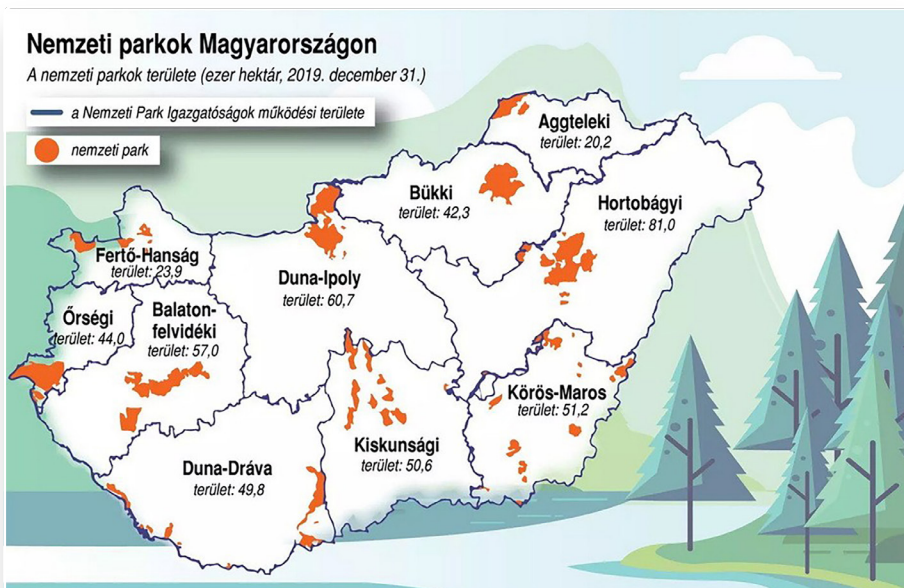 Nemzeti parkok Magyarországon
A nemzeti parkok területe (ezer hektár, 2019. december 31.)
a Nemzeti Park Igazgatóságok működési területe
nemzeti park
Aggteleki
terület: 20,2
Bükki
terület: 42,3
Hortobágyi
terület: 81,0
Fertő-Hanság
terület: 23,9
Duna-Ipoly
terület: 60,7
Őrségi
terület: 44,0
Balaton-
felvidéki
terület: 57,0
Körös-Maros
terület: 51,2
Kiskunsági
terület: 50,6
Duna-Dráva
terület: 49,8